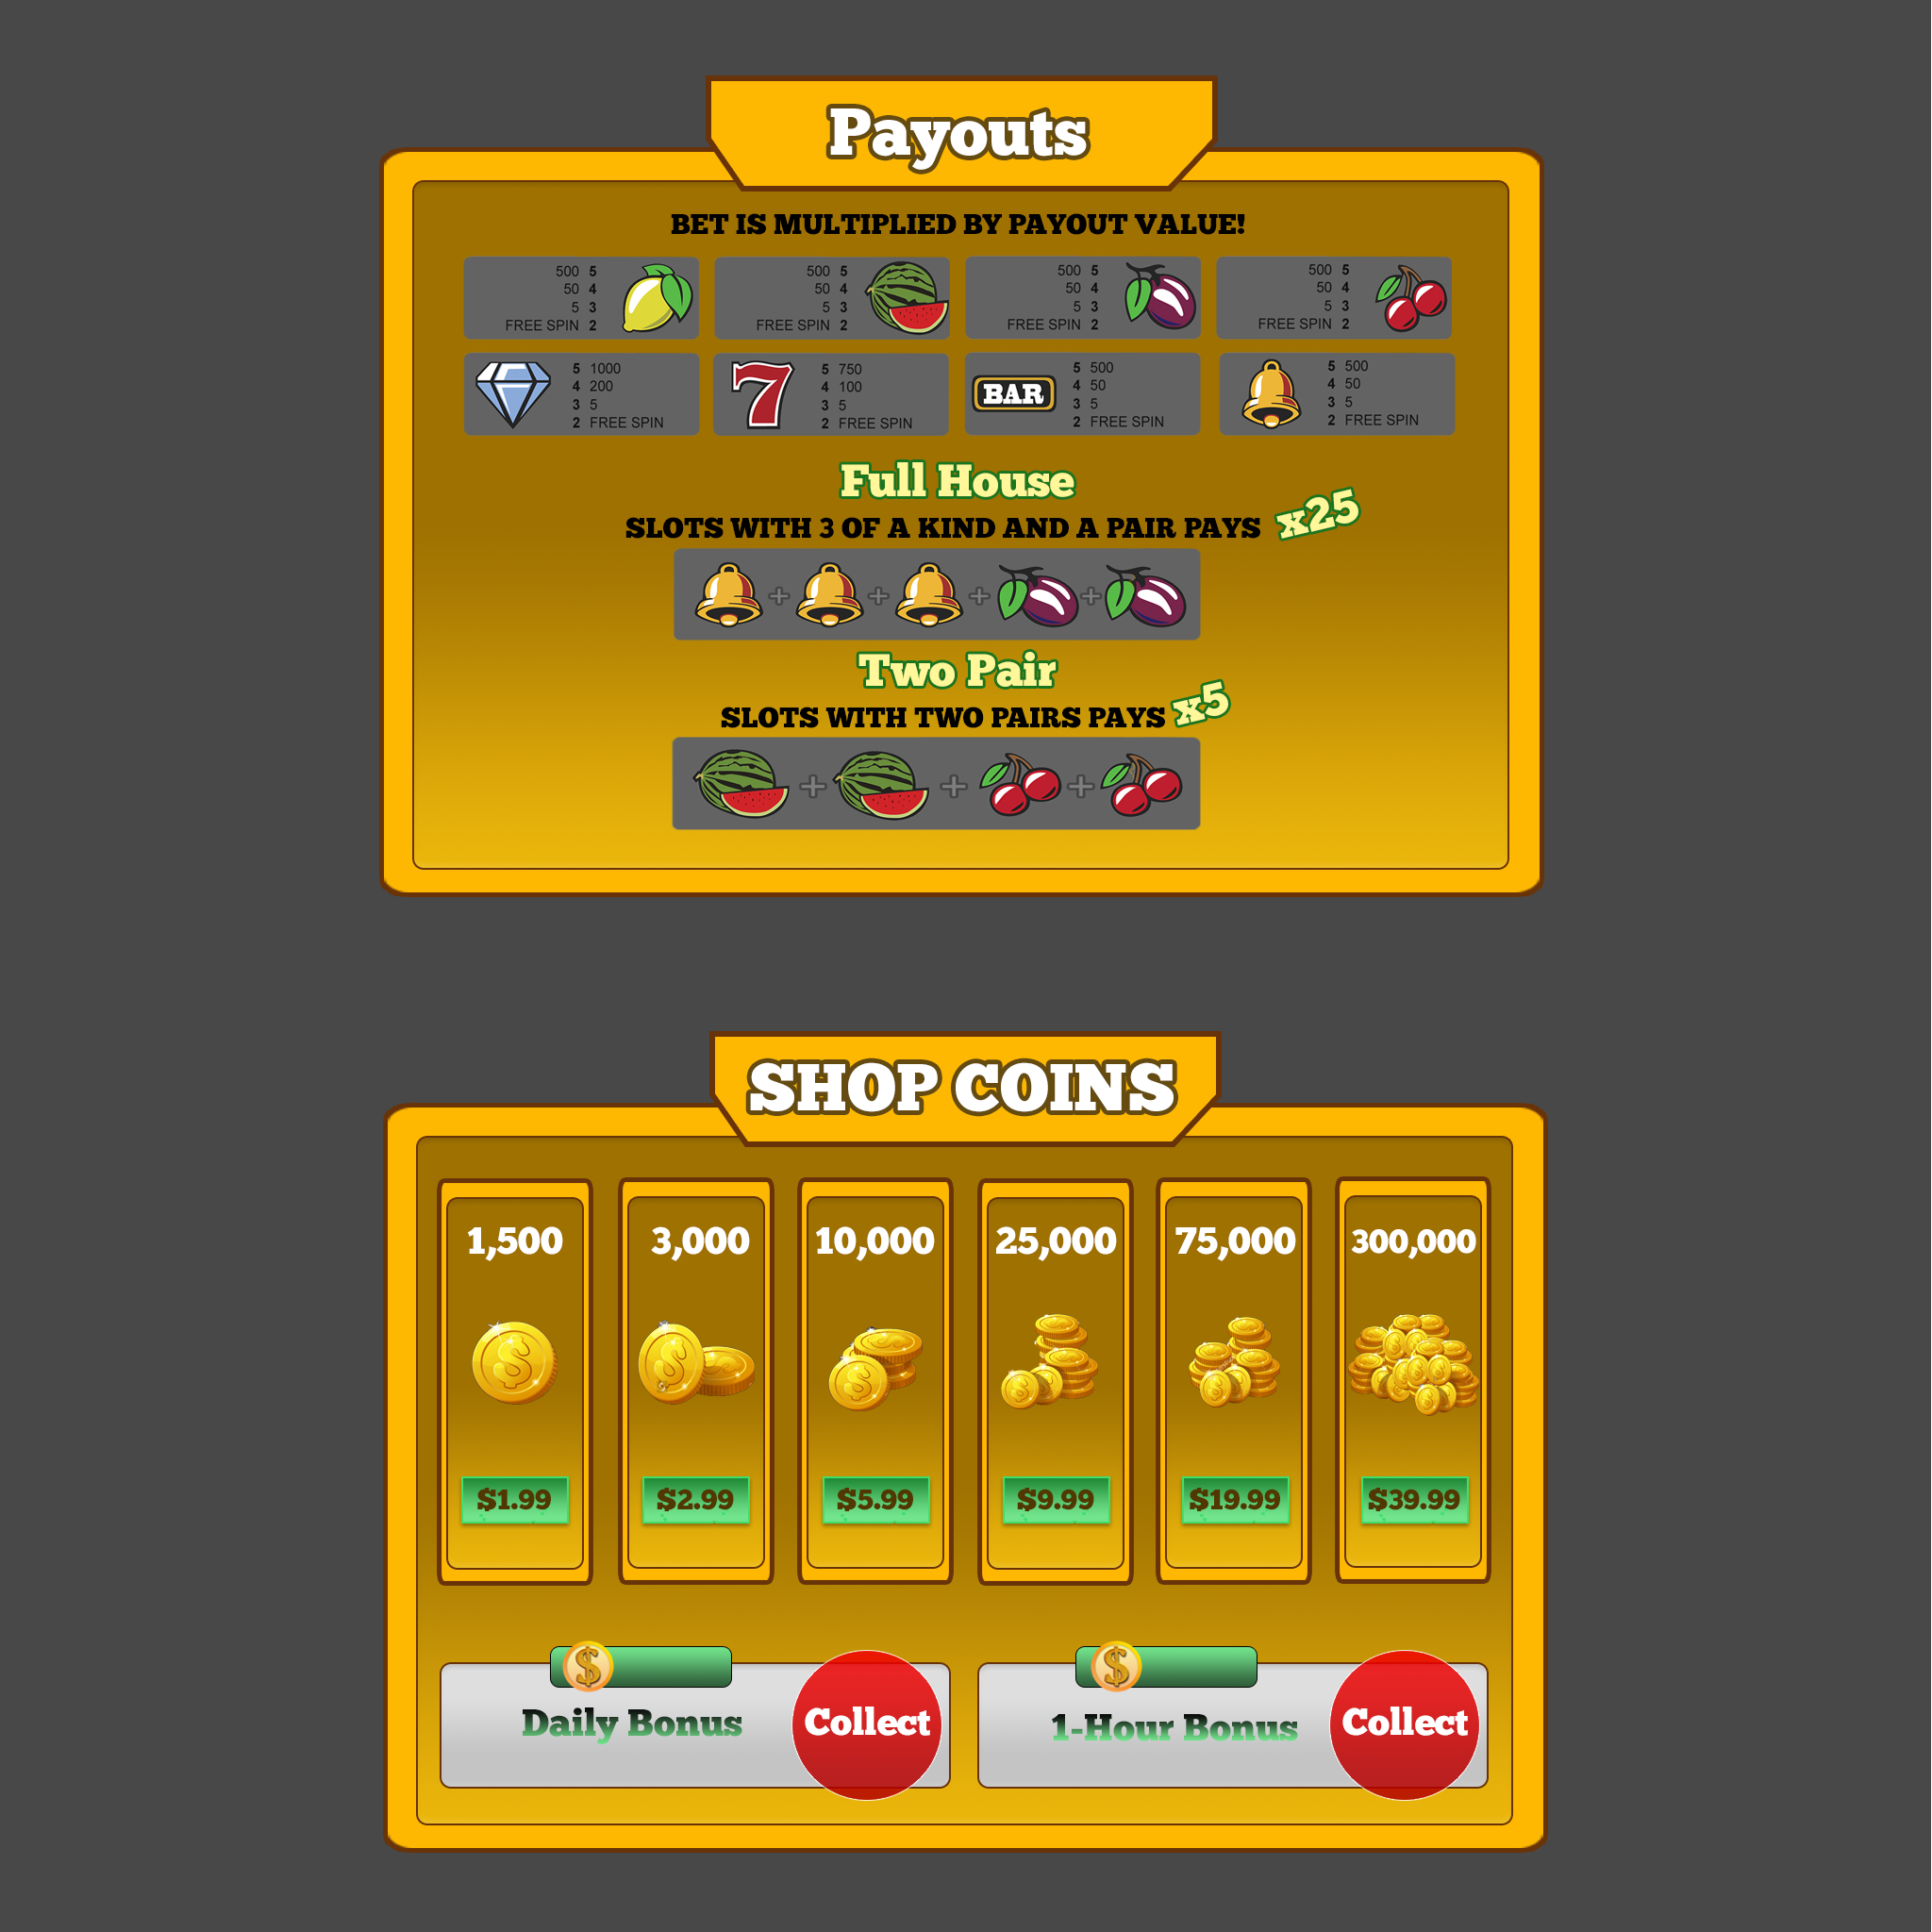 Payouts
BET IS MULTIPLIED BY PAYOUT VALUE!
500 5
50 4
5 3
FREE SPIN 2
500 5
50 4
5 3
FREE SPIN 2
500 5
50 4
5 3
FREE SPIN 2
500 5
50 4
5 3
FREE SPIN 2
5 1000
4 200
3 5
2 FREE SPIN
7
5 750
4 100
3 5
2 FREE SPIN
BAR
5 500
4 50
3 5
2 FREE SPIN
5 500
4 50
3 5
2 FREE SPIN
Full House
SLOTS WITH 3 OF A KIND AND A PAIR PAYS x25
+ + + +
Two Pair
SLOTS WITH TWO PAIRS PAYS x5
+ + +
SHOP COINS
1,500
$
$1.99
3,000
$
$2.99
10,000
$
$5.99
25,000
$
$9.99
75,000
$
$19.99
300,000
$
$39.99
$
Daily Bonus
Collect
$
1-Hour Bonus
Collect